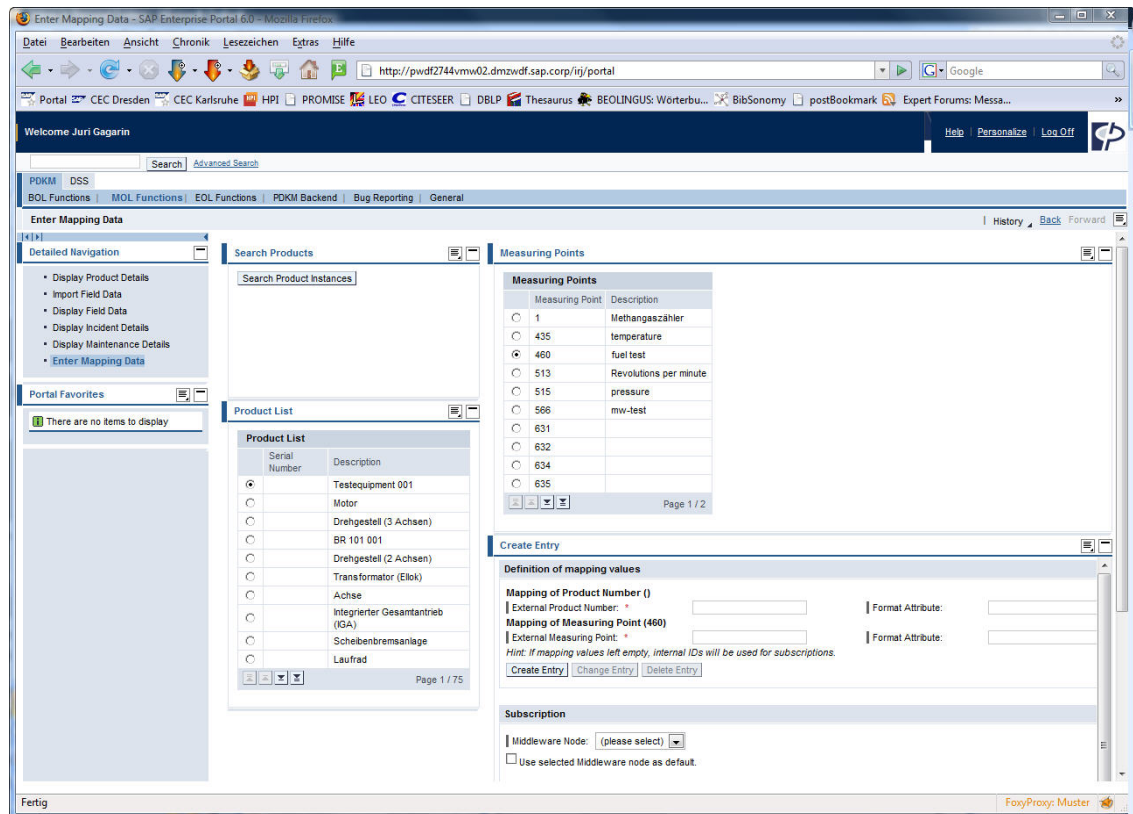 Enter Mapping Data - SAP Enterprise Portal 6.0 - Mozilla Firefox
Datei Bearbeiten Ansicht Chronik Lesezeichen Extras Hilfe
http://pwdf2744vmw02.dmzwdf.sap.corp/irj/portal
Google
Portal CEC Dresden CEC Karlsruhe HPI PROMISE LEO CITESEER DBLP Thesaurus BEOLINGUS: Wörterbu... BibSonomy postBookmark Expert Forums: Messa... »
Welcome Juri Gagarin
Help | Personalize | Log Off
Search Advanced Search
PDKM DSS
BOL Functions | MOL Functions | EOL Functions | PDKM Backend | Bug Reporting | General
Enter Mapping Data
| History Back Forward
Detailed Navigation
Display Product Details
Import Field Data
Display Field Data
Display Incident Details
Display Maintenance Details
Enter Mapping Data
Portal Favorites
There are no items to display
Search Products
Search Product Instances
Product List
Product List
Serial Number Description
Testequipment 001
Motor
Drehgestell (3 Achsen)
BR 101 001
Drehgestell (2 Achsen)
Transformator (Ellok)
Achse
Integrierter Gesamtantrieb
(IGA)
Scheibenbremsanlage
Laufrad
Page 1 / 75
Measuring Points
Measuring Points
Measuring Point Description
1 Methangaszähler
435 temperature
460 fuel test
513 Revolutions per minute
515 pressure
566 mw-test
631
632
634
635
Page 1 / 2
Create Entry
Definition of mapping values
Mapping of Product Number ()
External Product Number: * Format Attribute:
Mapping of Measuring Point (460)
External Measuring Point: * Format Attribute:
Hint: If mapping values left empty, internal IDs will be used for subscriptions.
Create Entry Change Entry Delete Entry
Subscription
Middleware Node: (please select)
Use selected Middleware node as default.
Fertig
FoxyProxy: Muster